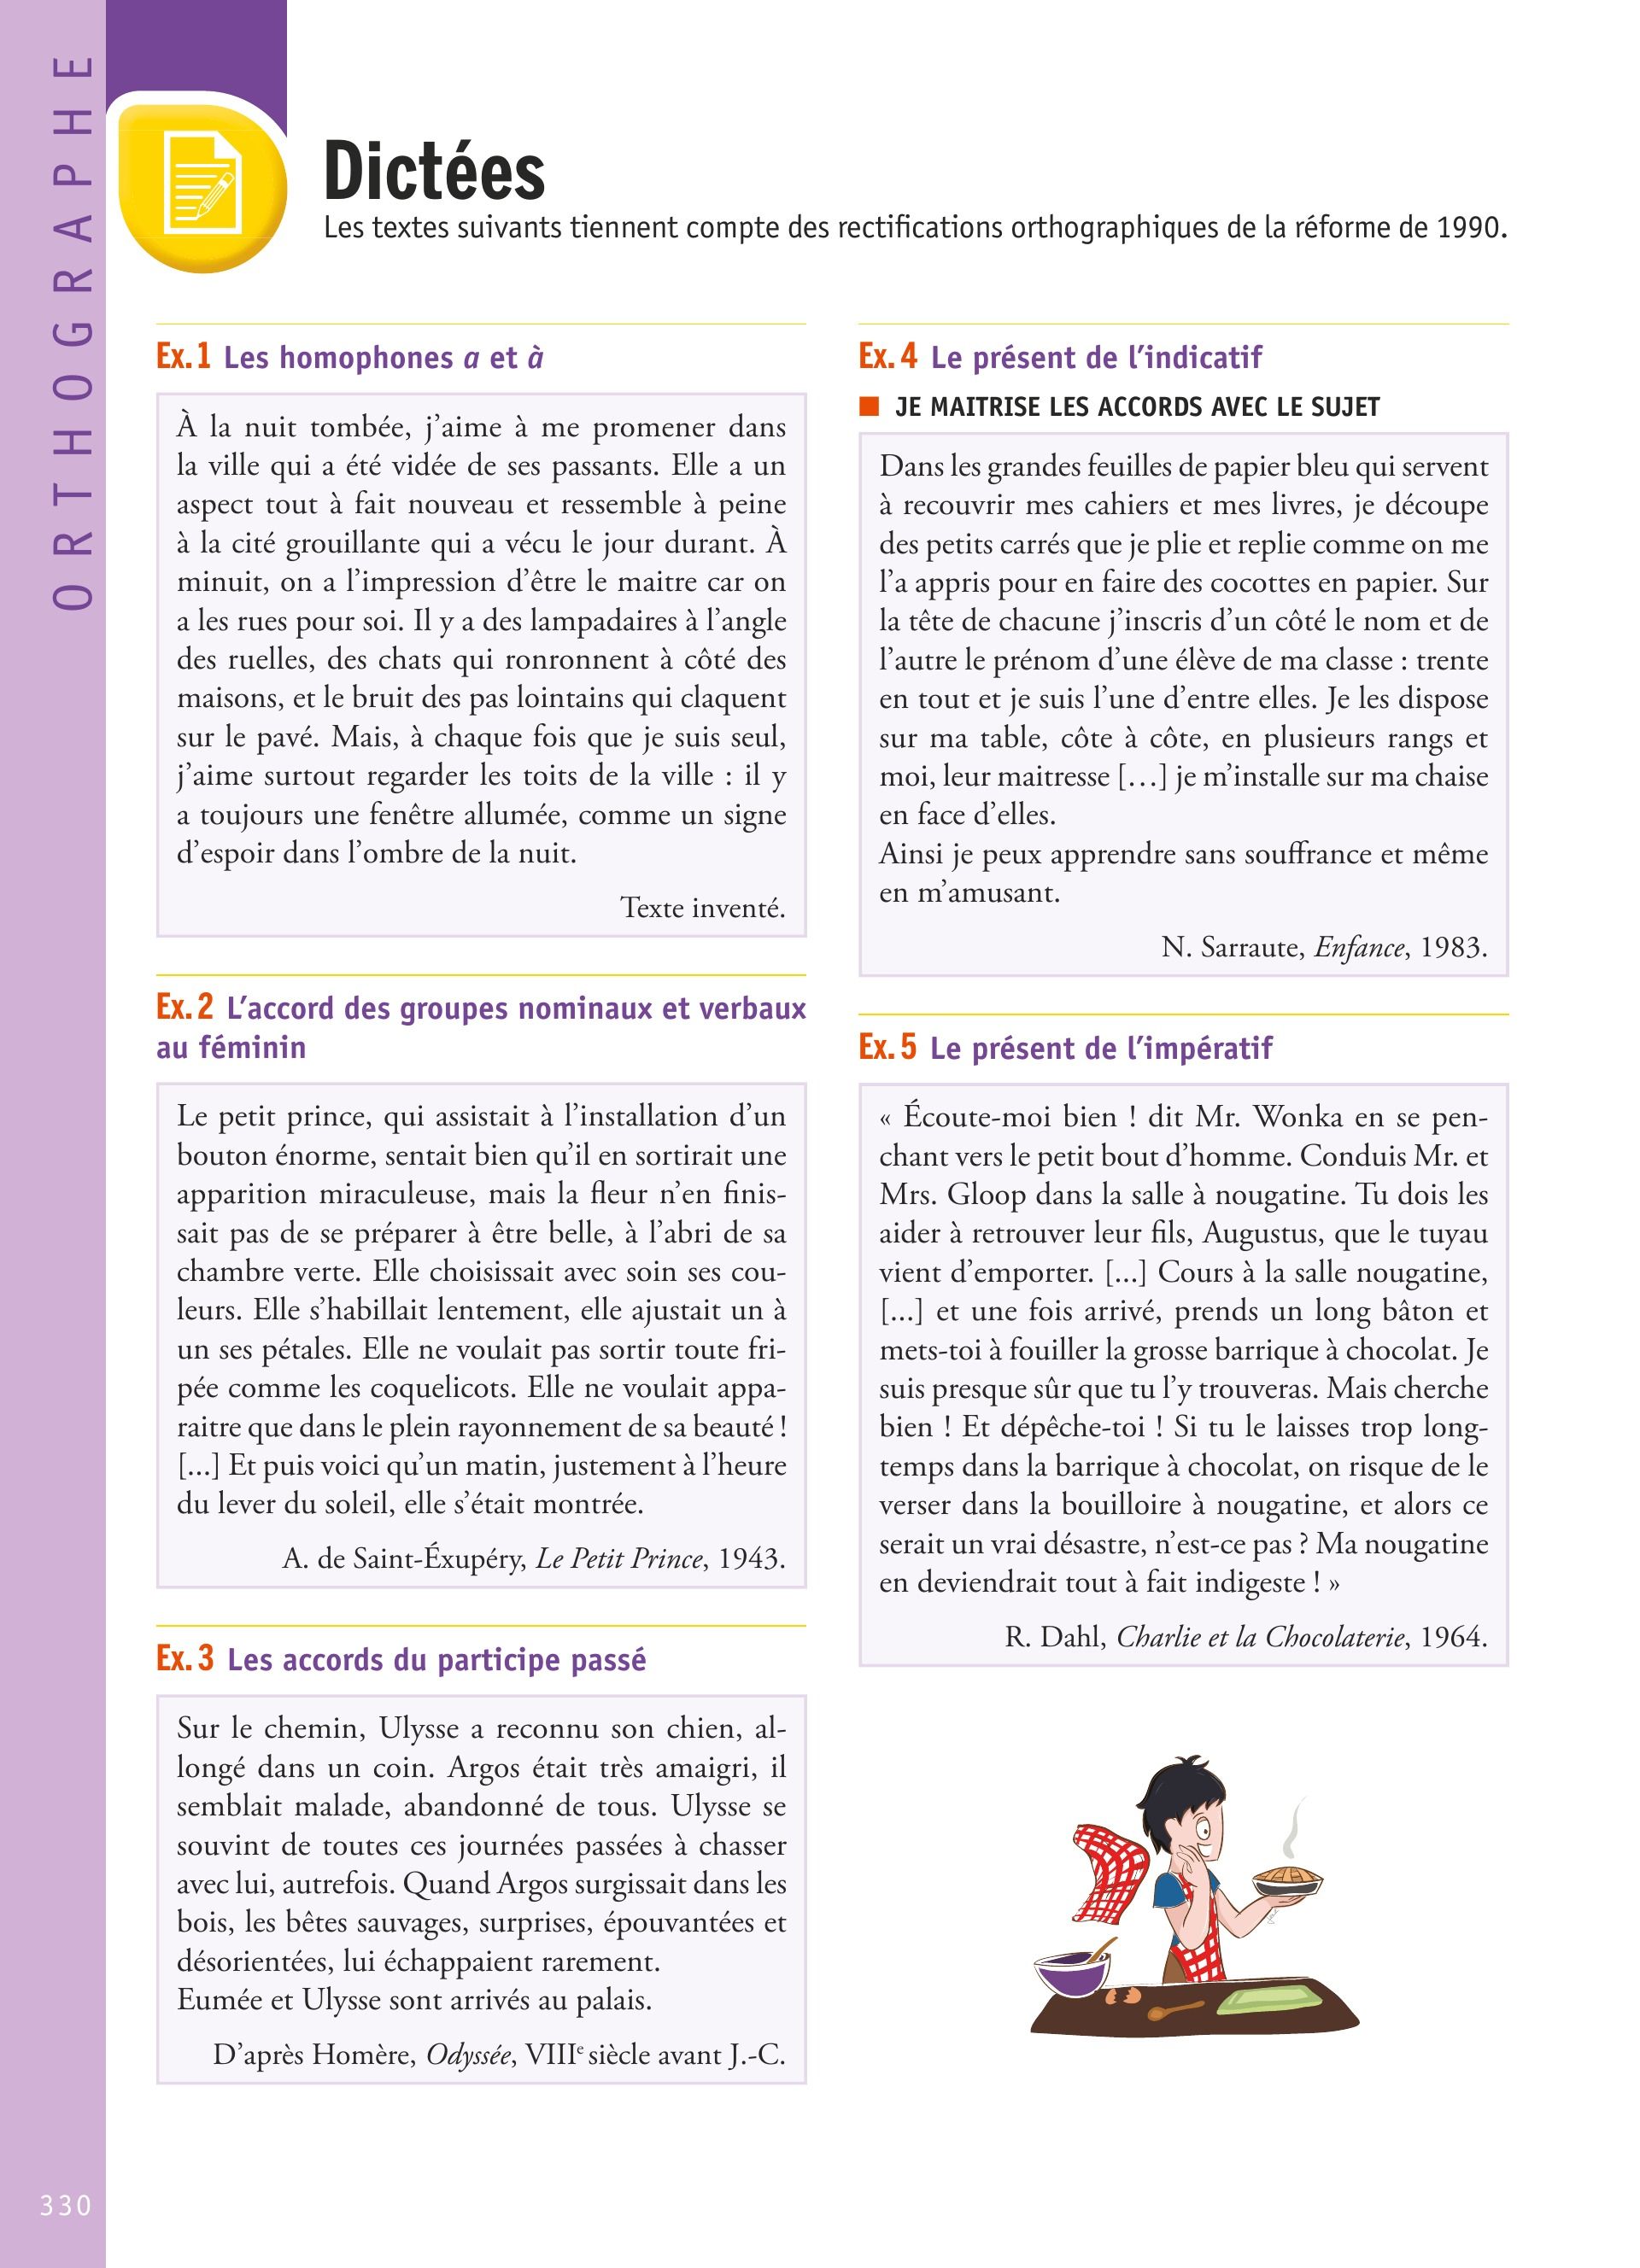 ORTHOGRAPHE
Dictées
Les textes suivants tiennent compte des rectifications orthographiques de la réforme de 1990.
Ex. 1 Les homophones a et à
À la nuit tombée, j’aime à me promener dans
la ville qui a été vidée de ses passants. Elle a un
aspect tout à fait nouveau et ressemble à peine
à la cité grouillante qui a vécu le jour durant. À
minuit, on a l’impression d’être le maitre car on
a les rues pour soi. Il y a des lampadaires à l’angle
des ruelles, des chats qui ronronnent à côté des
maisons, et le bruit des pas lointains qui claquent
sur le pavé. Mais, à chaque fois que je suis seul,
j’aime surtout regarder les toits de la ville : il y
a toujours une fenêtre allumée, comme un signe
d’espoir dans l’ombre de la nuit.
Texte inventé.
Ex. 2 L’accord des groupes nominaux et verbaux
au féminin
Le petit prince, qui assistait à l’installation d’un
bouton énorme, sentait bien qu’il en sortirait une
apparition miraculeuse, mais la fleur n’en finis-
sait pas de se préparer à être belle, à l’abri de sa
chambre verte. Elle choisissait avec soin ses cou-
leurs. Elle s’habillait lentement, elle ajustait un à
un ses pétales. Elle ne voulait pas sortir toute fri-
pée comme les coquelicots. Elle ne voulait appa-
raitre que dans le plein rayonnement de sa beauté !
[...] Et puis voici qu’un matin, justement à l’heure
du lever du soleil, elle s’était montrée.
A. de Saint-Éxupéry, Le Petit Prince, 1943.
Ex. 3 Les accords du participe passé
Sur le chemin, Ulysse a reconnu son chien, al-
longé dans un coin. Argos était très amaigri, il
semblait malade, abandonné de tous. Ulysse se
souvint de toutes ces journées passées à chasser
avec lui, autrefois. Quand Argos surgissait dans les
bois, les bêtes sauvages, surprises, épouvantées et
désorientées, lui échappaient rarement.
Eumée et Ulysse sont arrivés au palais.
D’après Homère, Odyssée, VIIIe siècle avant J.-C.
Ex. 4 Le présent de l’indicatif
■ JE MAITRISE LES ACCORDS AVEC LE SUJET
Dans les grandes feuilles de papier bleu qui servent
à recouvrir mes cahiers et mes livres, je découpe
des petits carrés que je plie et replie comme on me
l’a appris pour en faire des cocottes en papier. Sur
la tête de chacune j’inscris d’un côté le nom et de
l’autre le prénom d’une élève de ma classe : trente
en tout et je suis l’une d’entre elles. Je les dispose
sur ma table, côte à côte, en plusieurs rangs et
moi, leur maitresse […] je m’installe sur ma chaise
en face d’elles.
Ainsi je peux apprendre sans souffrance et même
en m’amusant.
N. Sarraute, Enfance, 1983.
Ex. 5 Le présent de l’impératif
« Écoute-moi bien ! dit Mr. Wonka en se pen-
chant vers le petit bout d’homme. Conduis Mr. et
Mrs. Gloop dans la salle à nougatine. Tu dois les
aider à retrouver leur fils, Augustus, que le tuyau
vient d’emporter. [...] Cours à la salle nougatine,
[...] et une fois arrivé, prends un long bâton et
mets-toi à fouiller la grosse barrique à chocolat. Je
suis presque sûr que tu l’y trouveras. Mais cherche
bien ! Et dépêche-toi ! Si tu le laisses trop long-
temps dans la barrique à chocolat, on risque de le
verser dans la bouilloire à nougatine, et alors ce
serait un vrai désastre, n’est-ce pas ? Ma nougatine
en deviendrait tout à fait indigeste ! »
R. Dahl, Charlie et la Chocolaterie, 1964.
330